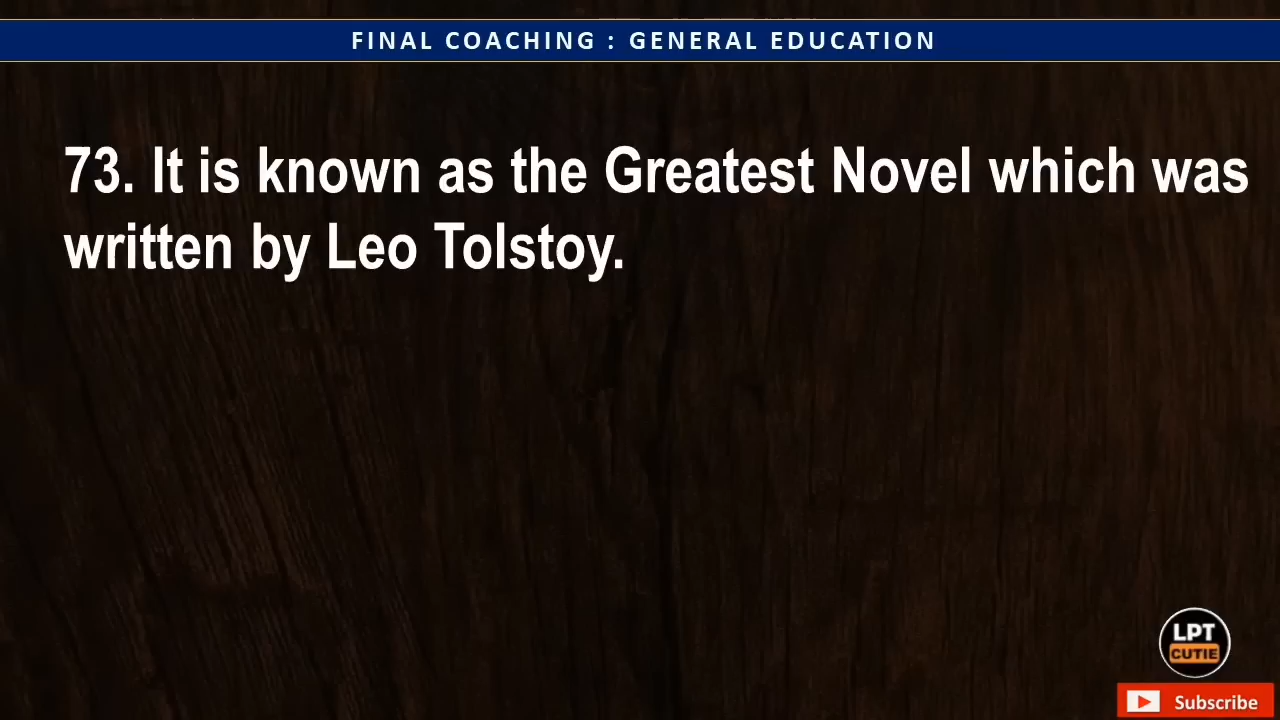 FINAL COACHING : GENERAL EDUCATION
73. It is known as the Greatest Novel which was
written by Leo Tolstoy.
LPT
CUTIE
Subscribe